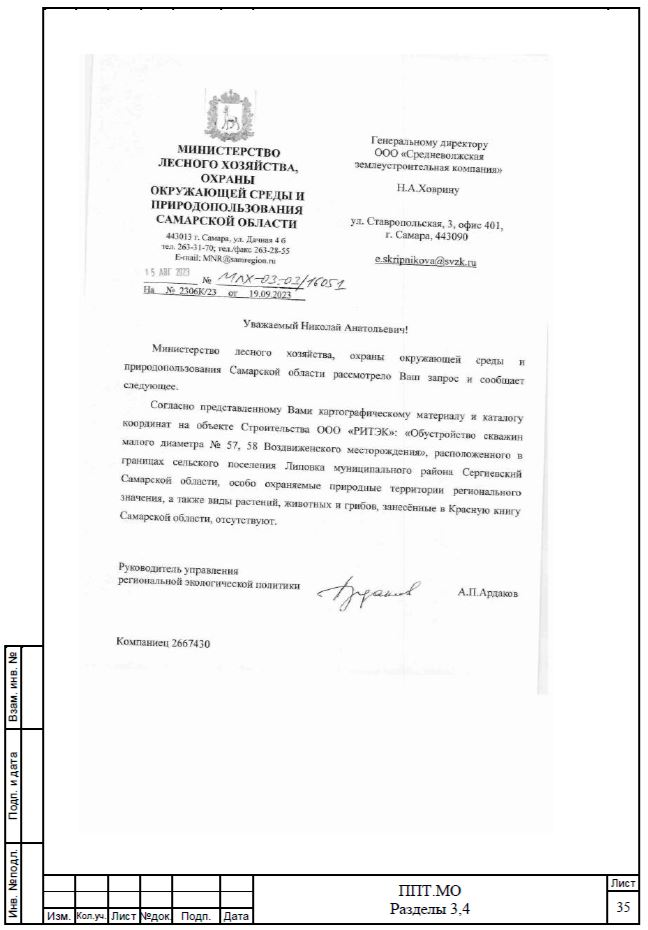 МИНИСТЕРСТВО
ЛЕСНОГО ХОЗЯЙСТВА,
ОХРАНЫ
ОКРУЖАЮЩЕЙ СРЕДЫ И
ПРИРОДОПОЛЬЗОВАНИЯ
САМАРСКОЙ ОБЛАСТИ
443013 г. Самара, ул. Дачная 4 б
тел. 263-31-70; тел./факс 263-28-55
E-mail: MNR@samregion.ru
15 АВГ 2023 № МЛХ-03-03/16051
На № 2306К/23 от 19.09.2023
Генеральному директору
ООО «Средневолжская
землеустроительная компания»
Н.А.Ховрину
ул. Ставропольская, 3, офис 401,
г. Самара, 443090
e.skripnikova@svzk.ru
Уважаемый Николай Анатольевич!
Министерство лесного хозяйства, охраны окружающей среды и
природопользования Самарской области рассмотрело Ваш запрос и сообщает
следующее.
Согласно представленному Вами картографическому материалу и каталогу
координат на объекте Строительства ООО «РИТЭК»: «Обустройство скважин
малого диаметра № 57, 58 Воздвиженского месторождения», расположенного в
границах сельского поселения Липовка муниципального района Сергиевский
Самарской области, особо охраняемые природные территории регионального
значения, а также виды растений, животных и грибов, занесённые в Красную книгу
Самарской области, отсутствуют.
Руководитель управления
региональной экологической политики А.П.Ардаков
Компаниец 2667430
Взам. инв. №
Подп. и дата
Инв. №подл.
Изм. Кол.уч. Лист №док. Подп. Дата
ППТ.МО
Разделы 3,4
Лист
35